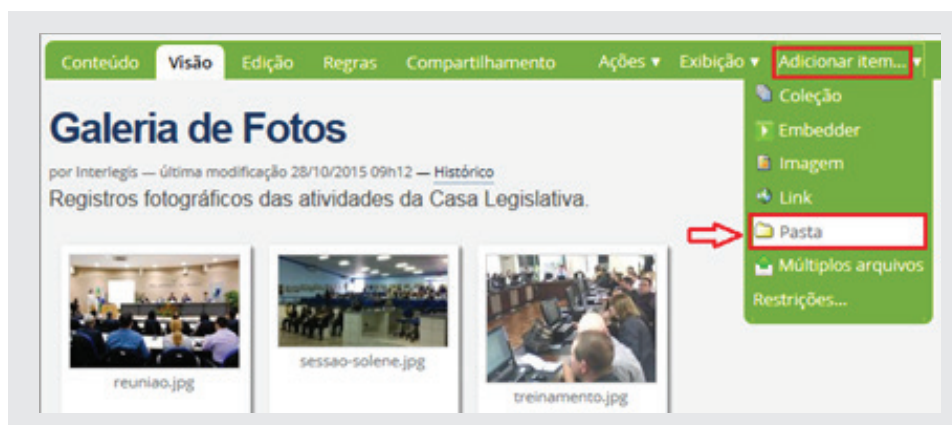 Conteúdo Visão Edição Regras Compartilhamento Ações ▼ Exibição ▼ Adicionar item... ▼
Coleção
Embedder
Imagem
Link
Pasta
Múltiplos arquivos
Restrições...
Galeria de Fotos
por Interlegis — última modificação 28/10/2015 09h12 — Histórico
Registros fotográficos das atividades da Casa Legislativa.
reuniao.jpg
sessao-solene.jpg
treinamento.jpg